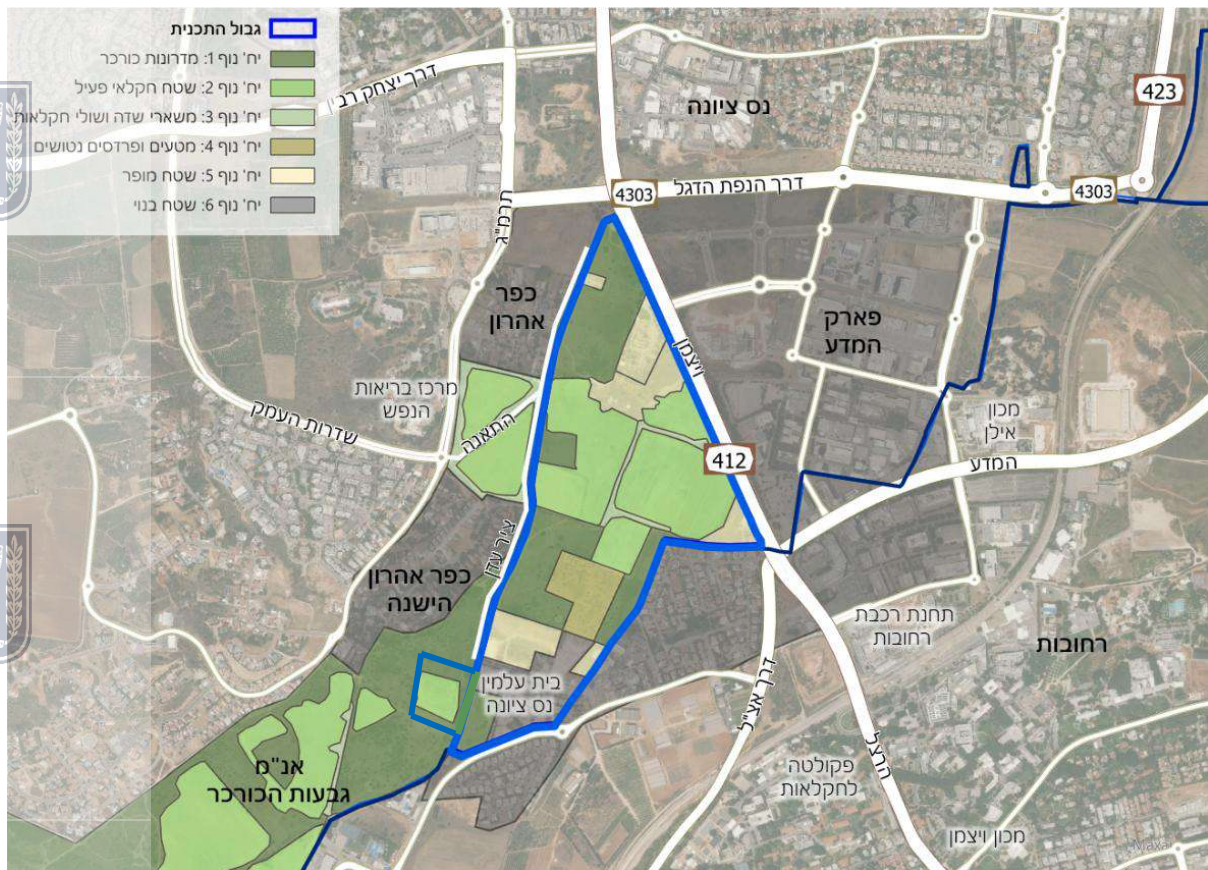 גבול התכנית
יח' נוף 1: מדרונות כורכר
יח' נוף 2: שטח חקלאי פעיל
יח' נוף 3: משארי שדה ושולי חקלאות
יח' נוף 4: מטעים ופרדסים נטושים
יח' נוף 5: שטח מופר
יח' נוף 6: שטח בנוי
דרך יצחק רבין
נס ציונה
423
דרך הנפת הדגל
4303
4303
תרמ"ג
כפר
אהרון
פארק
המדע
ויצמן
מרכז בריאות
הנפש
התאנה
שדרות העמק
מכון
אילן
המדע
412
ציר עדן
כפר אהרון
הישנה
תחנת רכבת
רחובות
רחובות
בית עלמין
נס ציונה
דרך אצ"ל
הרצל
אנ"מ
גבעות הכורכר
פקולטה
לחקלאות
מכון ויצמן
Maxa